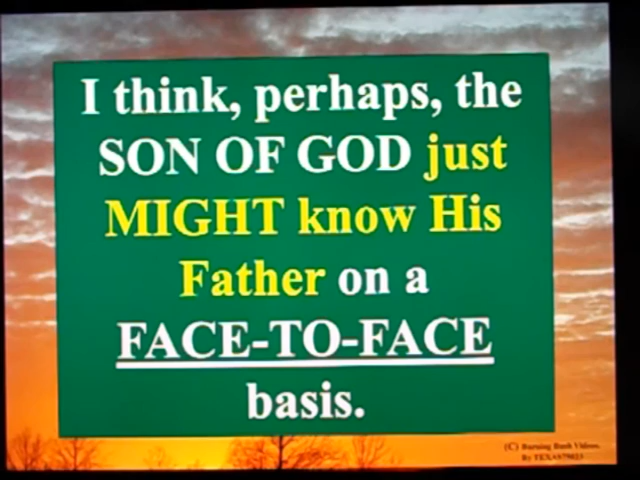 I think, perhaps, the
SON OF GOD just
MIGHT know His
Father on a
FACE-TO-FACE
basis.
(C) Burning Bush Videos.